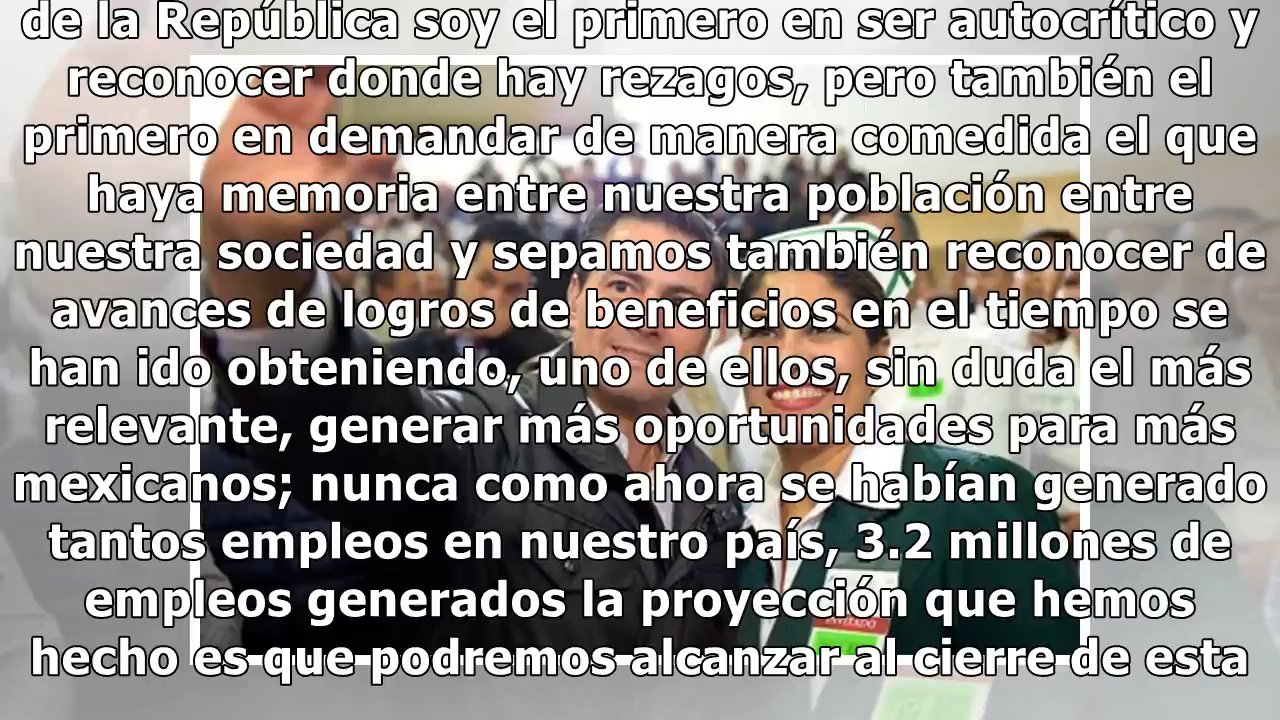 de la República soy el primero en ser autocrítico y
reconocer donde hay rezagos, pero también el
primero en demandar de manera comedida el que
haya memoria entre nuestra población entre
nuestra sociedad y sepamos también reconocer de
avances de logros de beneficios en el tiempo se
han ido obteniendo, uno de ellos, sin duda el más
relevante, generar más oportunidades para más
mexicanos; nunca como ahora se habían generado
tantos empleos en nuestro país, 3.2 millones de
empleos generados la proyección que hemos
hecho es que podremos alcanzar al cierre de esta
INVITADO